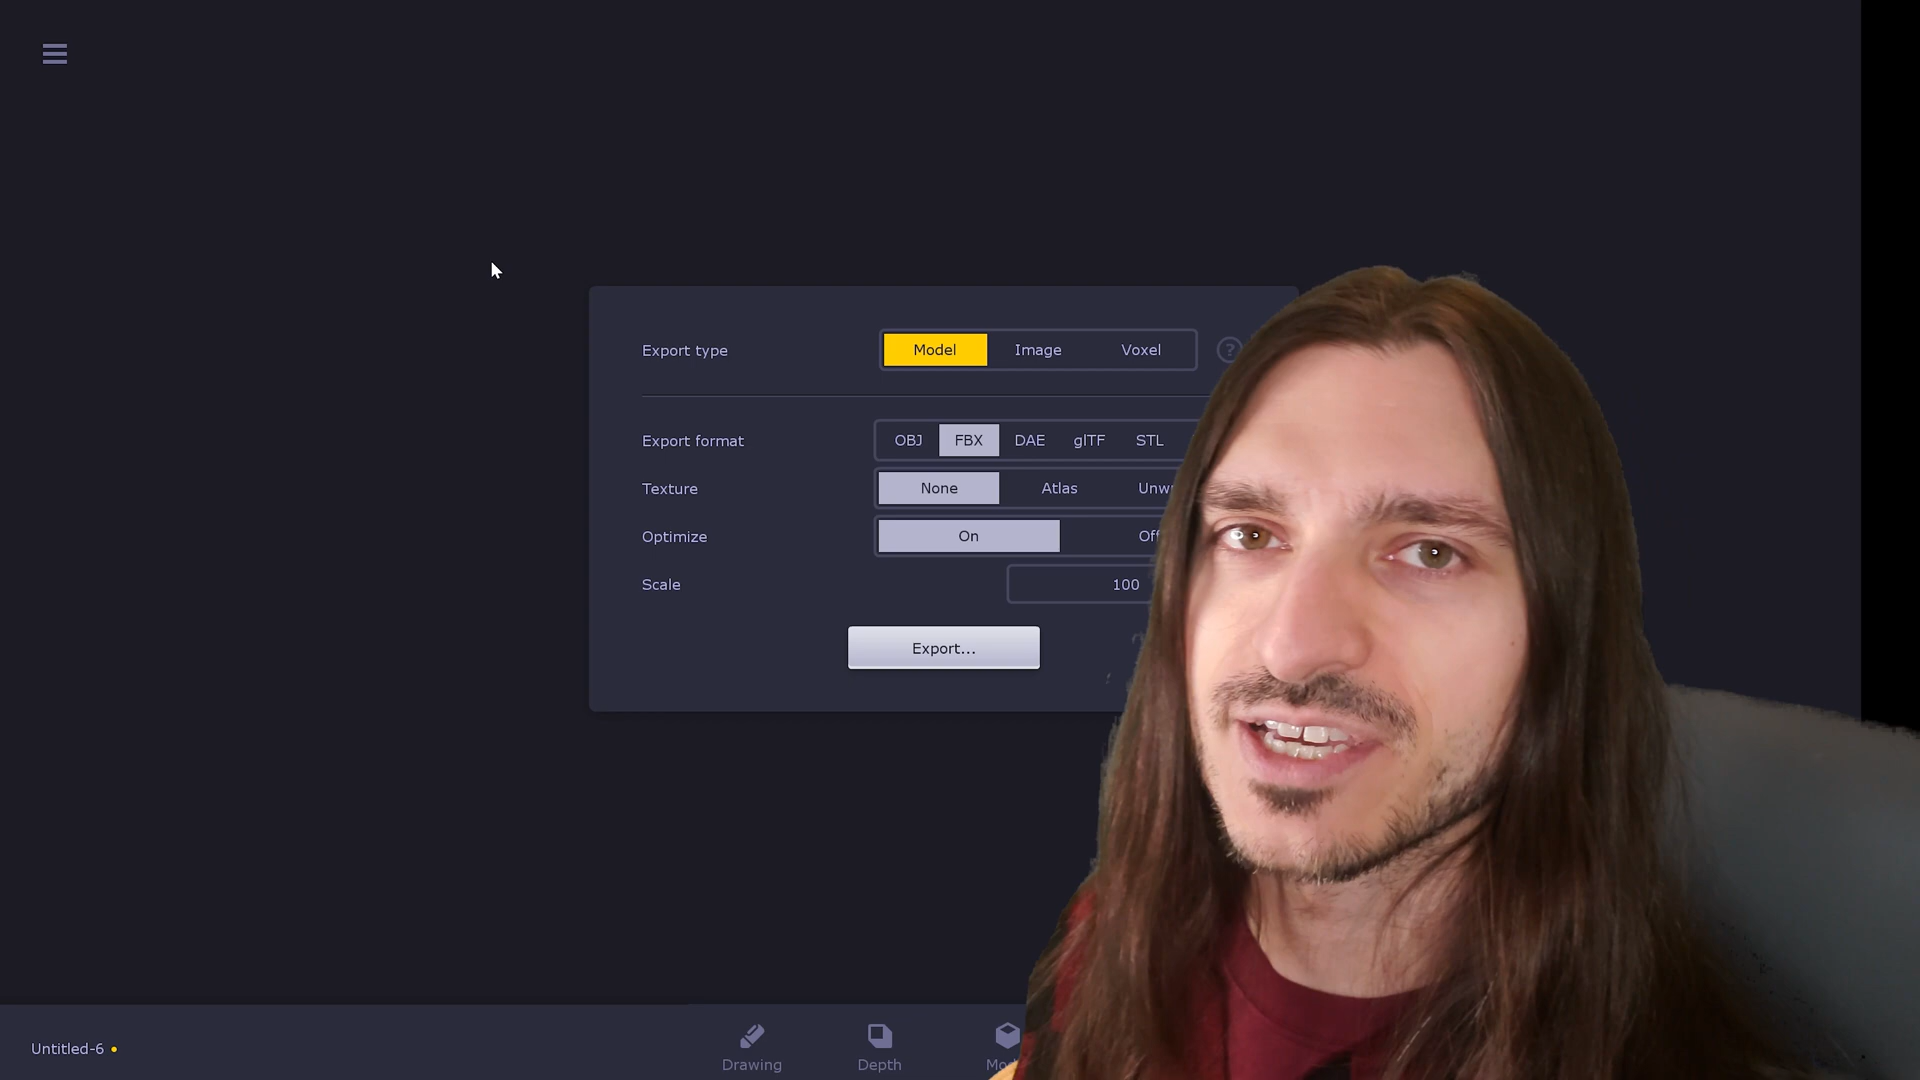 Export type Model Image Voxel ?
Export format OBJ FBX DAE glTF STL
Texture None Atlas
Optimize On
Scale 100
Export...
Untitled-6
Drawing Depth